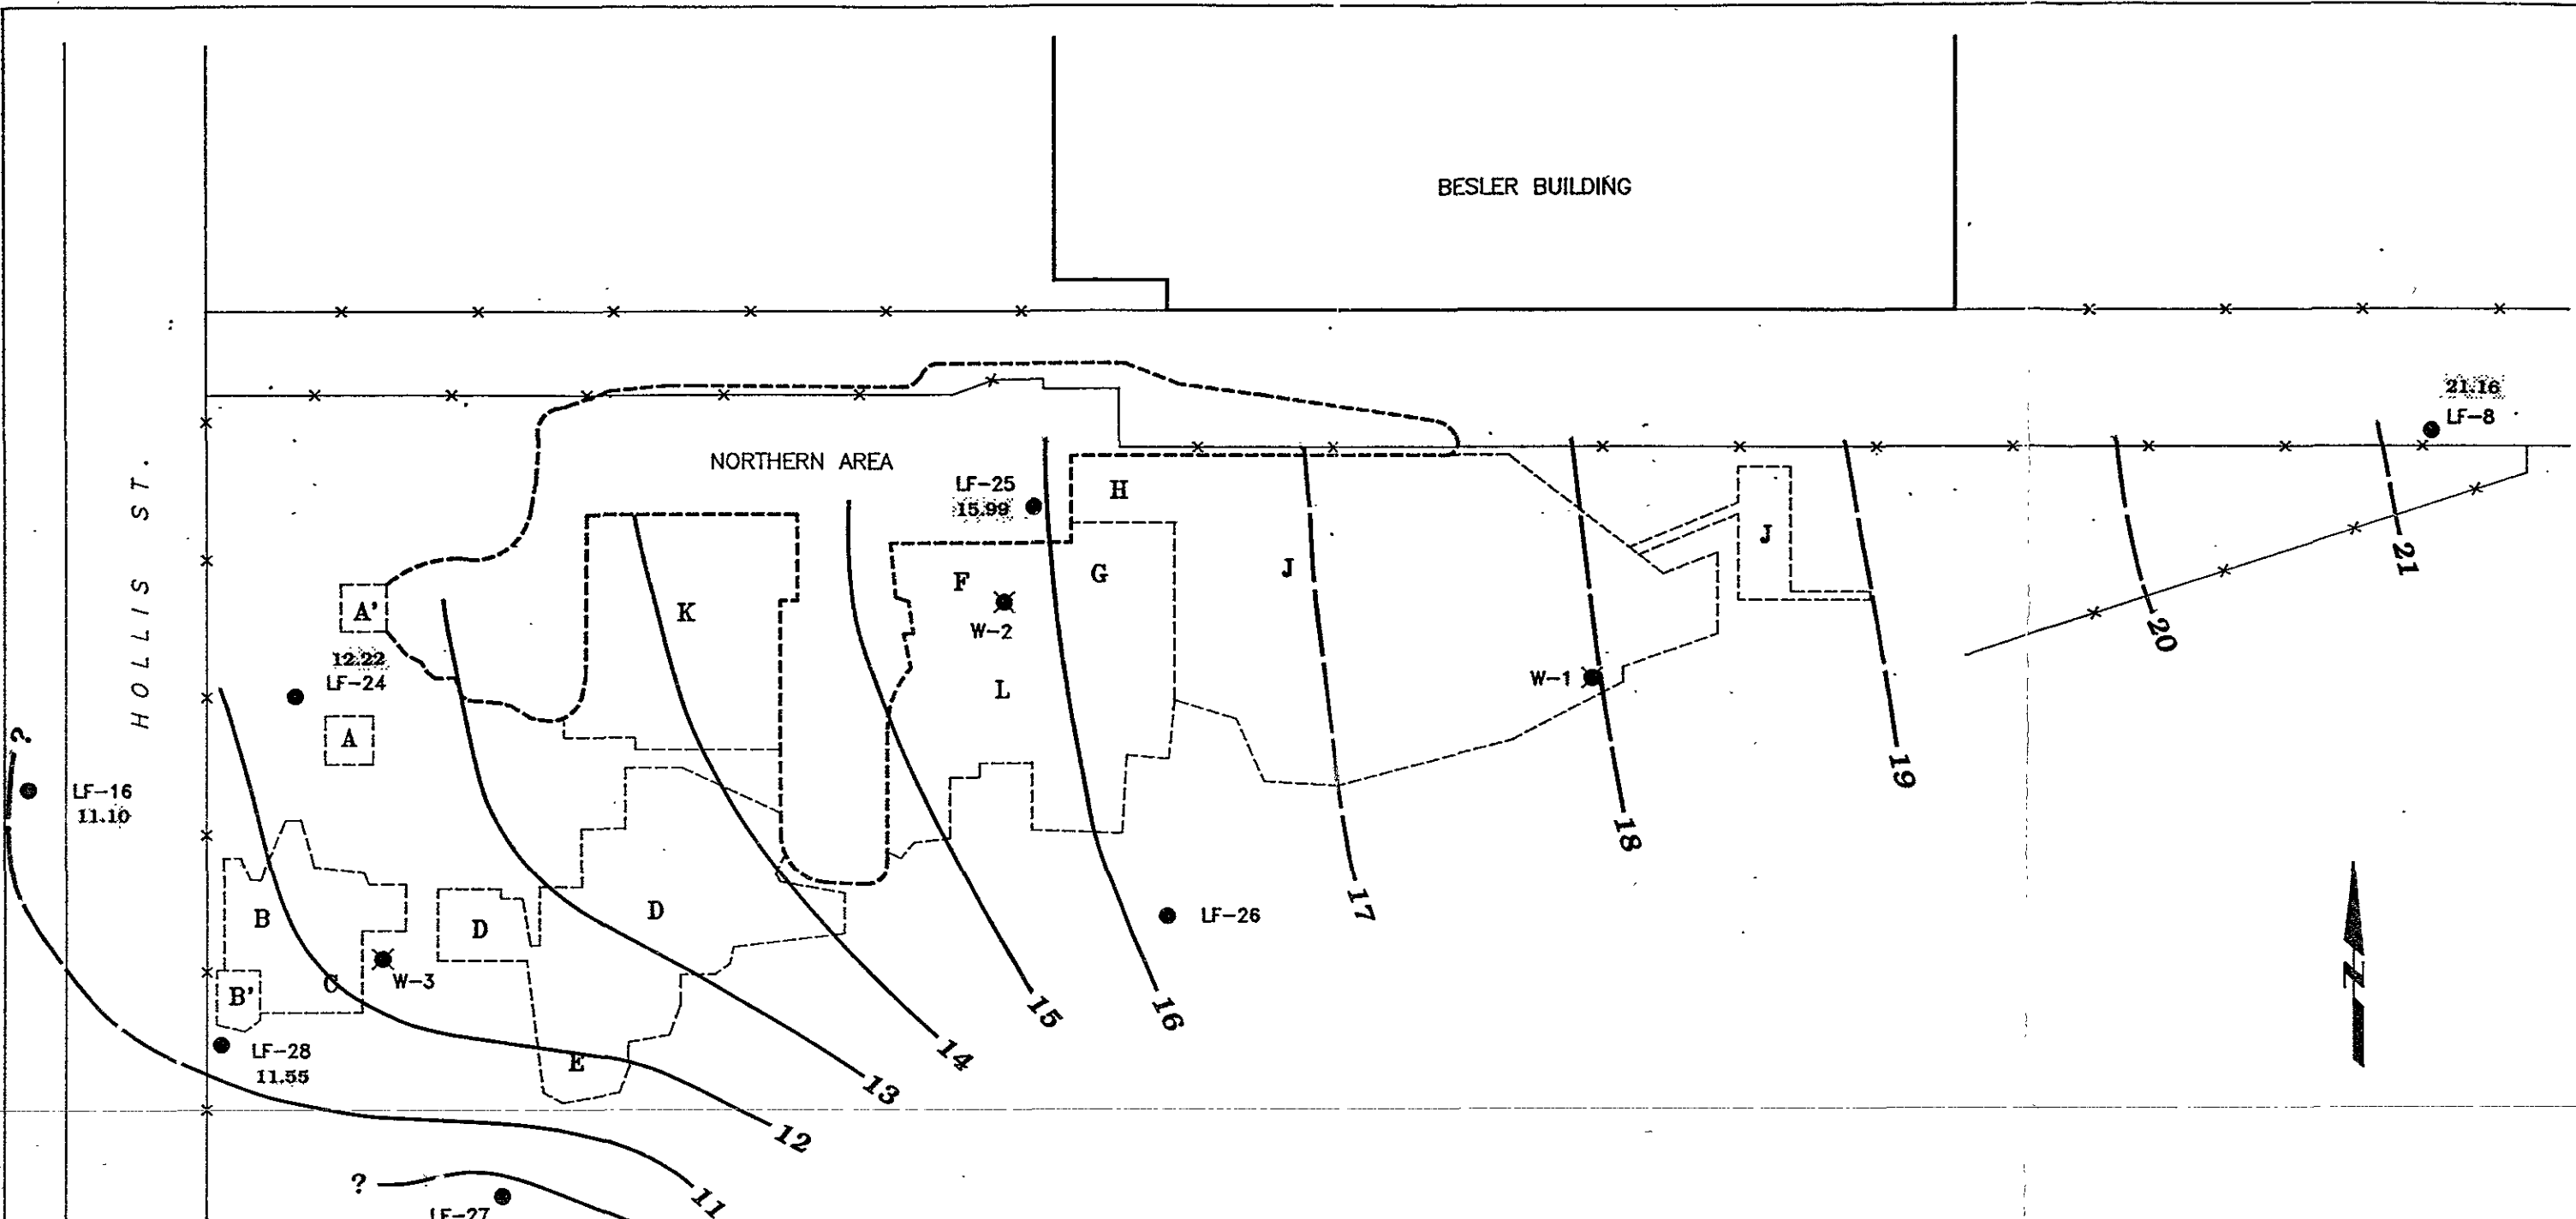 BESLER BUILDING
21.16
LF-8
HOLLIS ST.
NORTHERN AREA
LF-25
15.99
H
J
F
G
J
A'
K
W-2
21
20
12.22
LF-24
L
W-1
A
?
19
LF-16
11.10
18
B
D
D
LF-26
17
C
W-3
B'
N
15
16
LF-28
11.55
E
14
13
12
?
11
LF-27